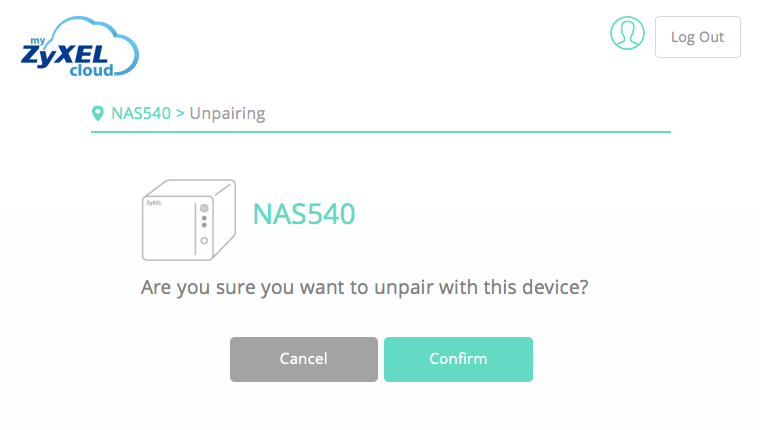 my
ZyXEL
cloud
Log Out
NAS540 > Unpairing
ZyXEL
NAS540
Are you sure you want to unpair with this device?
Cancel
Confirm